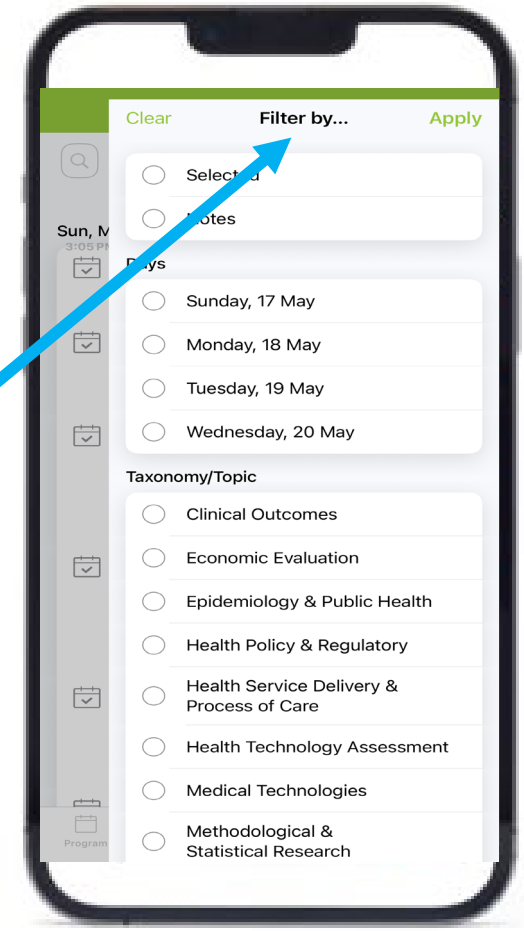 Clear Filter by... Apply
Selected
Notes
Sun, M
3:05 PM
Days
Sunday, 17 May
Monday, 18 May
Tuesday, 19 May
Wednesday, 20 May
Taxonomy/Topic
Clinical Outcomes
Economic Evaluation
Epidemiology & Public Health
Health Policy & Regulatory
Health Service Delivery &
Process of Care
Health Technology Assessment
Medical Technologies
Methodological &
Statistical Research
Program